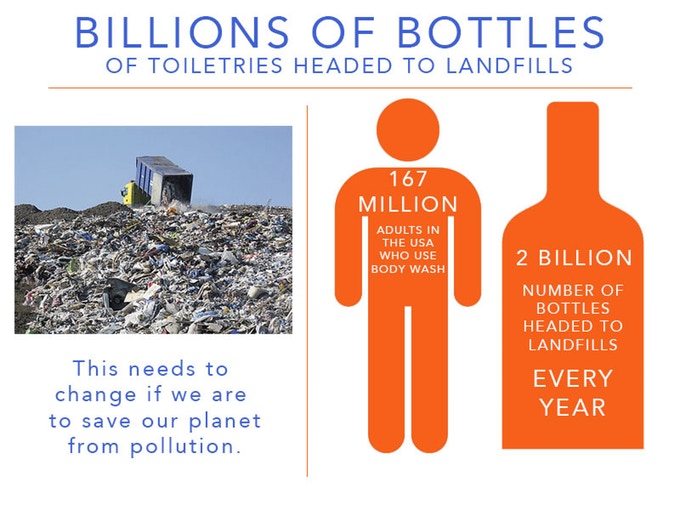 BILLIONS OF BOTTLES
OF TOILETRIES HEADED TO LANDFILLS
This needs to
change if we are
to save our planet
from pollution.
167
MILLION
ADULTS IN
THE USA
WHO USE
BODY WASH
2 BILLION
NUMBER OF
BOTTLES
HEADED TO
LANDFILLS
EVERY
YEAR